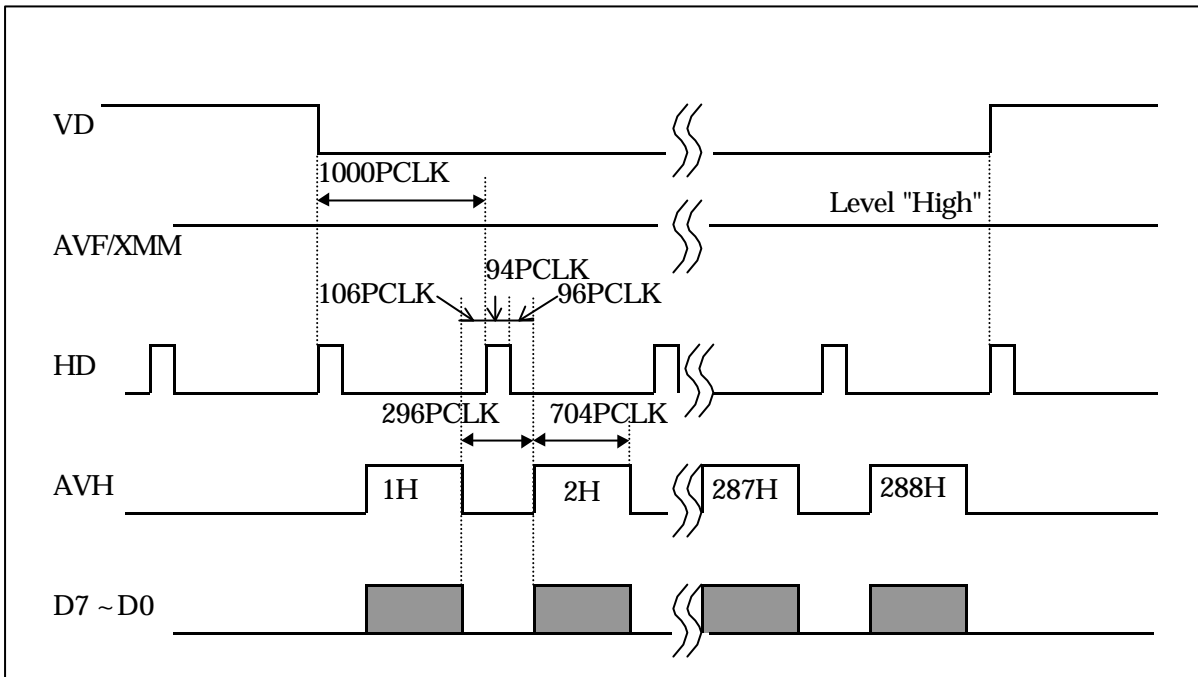 VD
1000PCLK
Level "High"
AVF/XMM
94PCLK
106PCLK 96PCLK
HD
296PCLK 704PCLK
AVH 1H 2H 287H 288H
D7 ~ D0